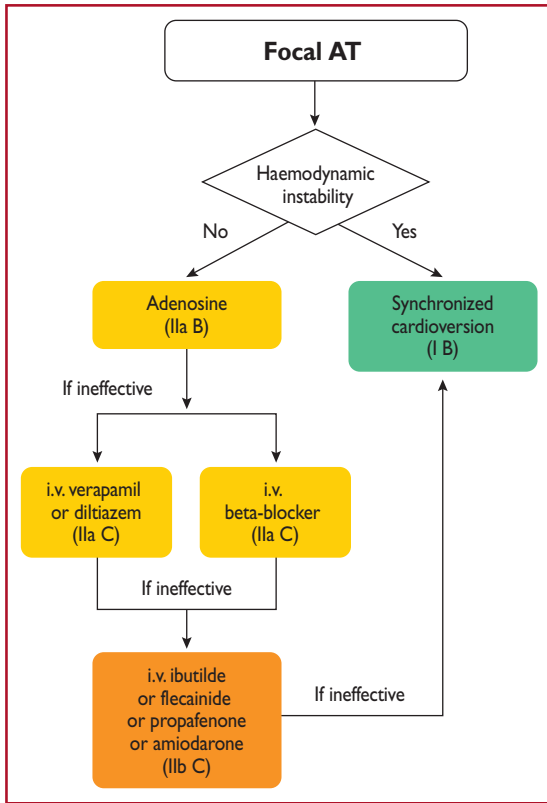 Focal AT
Haemodynamic
instability
No
Yes
Adenosine
(IIa B)
Synchronized
cardioversion
(I B)
If ineffective
i.v. verapamil
or diltiazem
(IIa C)
i.v.
beta-blocker
(IIa C)
If ineffective
i.v. ibutilde
or flecainide
or propafenone
or amiodarone
(IIb C)
If ineffective